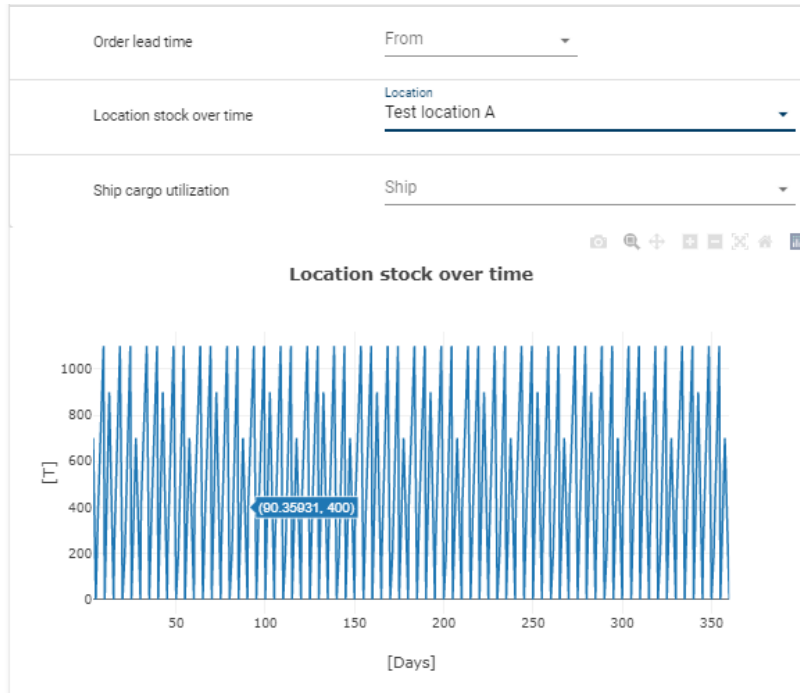 Order lead time
From
Location
Location stock over time
Test location A
Ship cargo utilization
Ship
Location stock over time
1000
800
600
400
200
0
[T]
(90.35931, 400)
50 100 150 200 250 300 350
[Days]